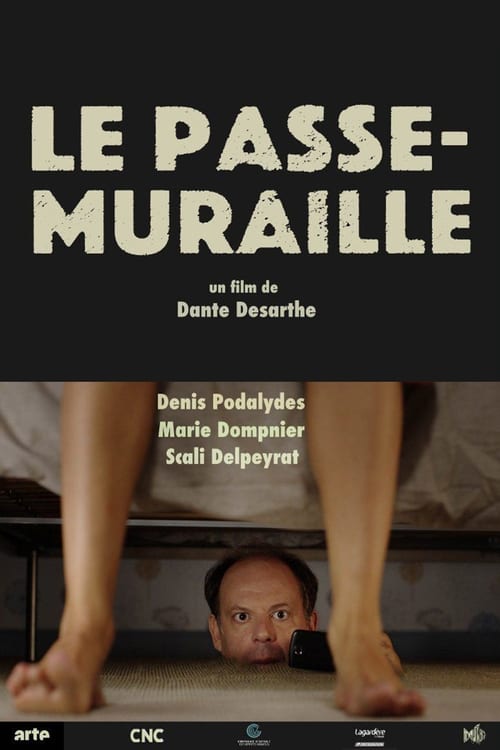 LE PASSE-
MURAILLE
un film de
Dante Desarthe
Denis Podalydes
Marie Dompnier
Scali Delpeyrat
arte
CNC
Lagardère